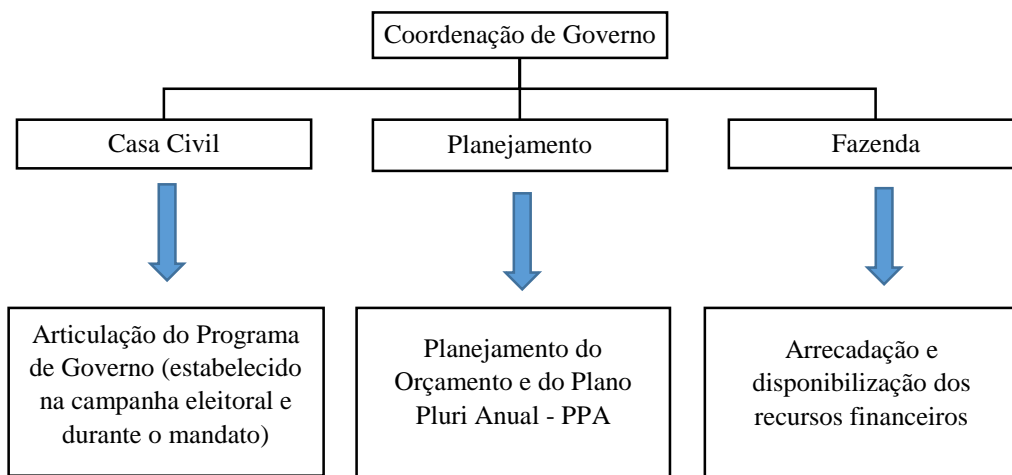 Coordenação de Governo
Casa Civil
Planejamento
Fazenda
Articulação do Programa
de Governo (estabelecido
na campanha eleitoral e
durante o mandato)
Planejamento do
Orçamento e do Plano
Pluri Anual - PPA
Arrecadação e
disponibilização dos
recursos financeiros